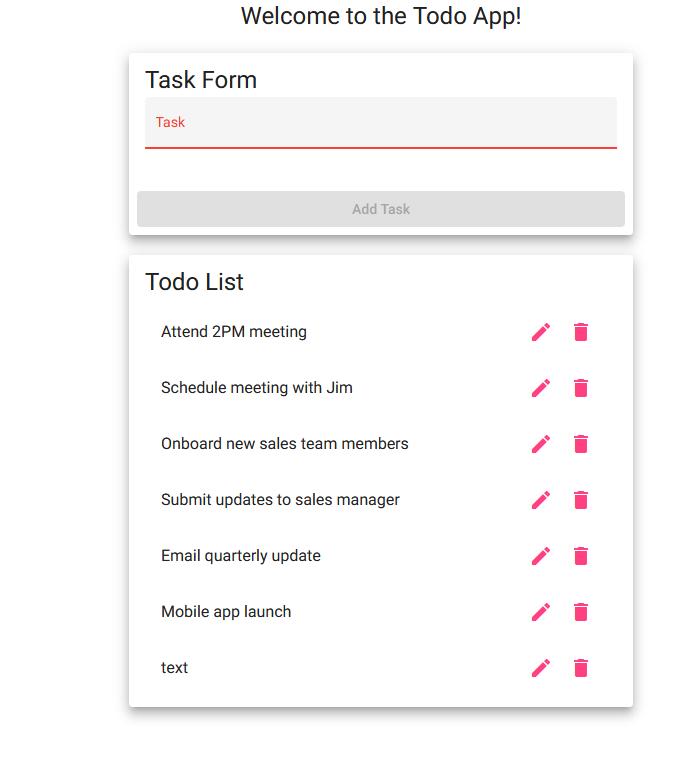 Welcome to the Todo App!
Task Form
Task
Add Task
Todo List
Attend 2PM meeting
Schedule meeting with Jim
Onboard new sales team members
Submit updates to sales manager
Email quarterly update
Mobile app launch
text